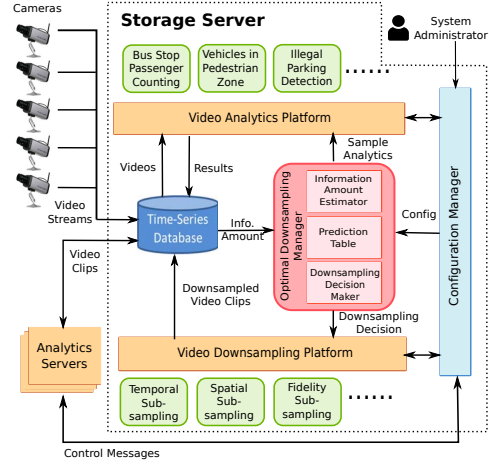 Cameras
Storage Server
System
Administrator
Bus Stop
Passenger
Counting
Vehicles in
Pedestrian
Zone
Illegal
Parking
Detection
......
Video Analytics Platform
Videos
Results
Sample
Analytics
Video
Streams
Time-Series
Database
Info.
Amount
Optimal Downsampling
Manager
Information
Amount
Estimator
Prediction
Table
Downsampling
Decision
Maker
Config
Configuration Manager
Video
Clips
Downsampled
Video Clips
Downsampling
Decision
Analytics
Servers
Video Downsampling Platform
Temporal
Sub-
sampling
Spatial
Sub-
sampling
Fidelity
Sub-
sampling
......
Control Messages